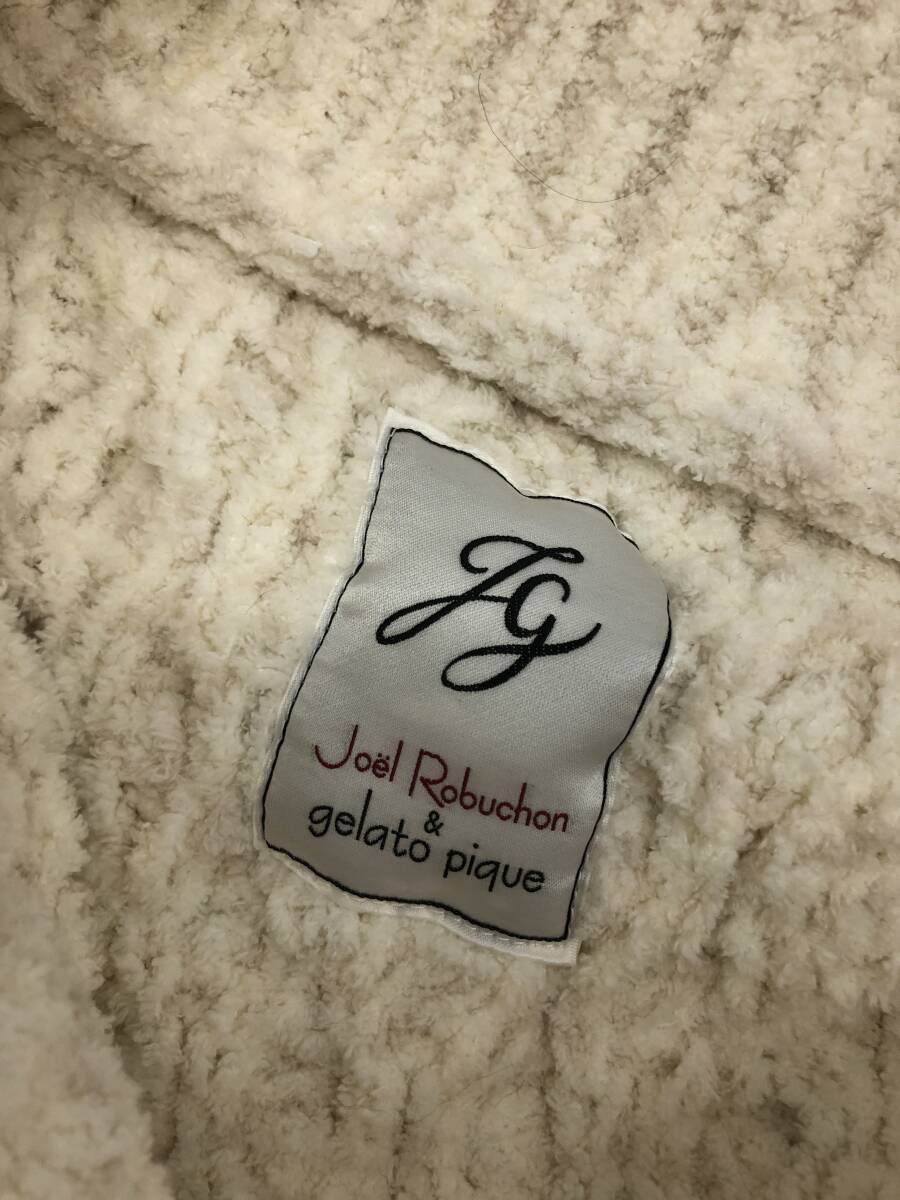 JG
Joël Robuchon
&
gelato pique